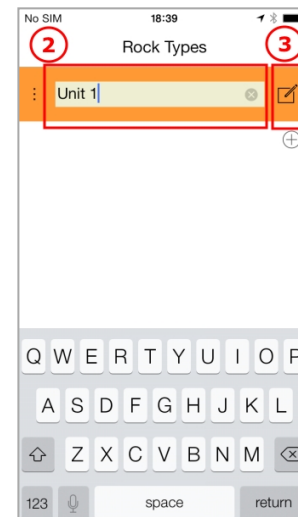 No SIM 18:39
2 Rock Types 3
Unit 1
Q W E R T Y U I O P
A S D F G H J K L
Z X C V B N M
123 space return